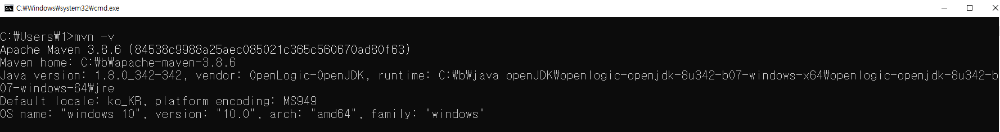 C:₩Windows₩system32₩cmd.exe
C:₩Users₩1>mvn -v
Apache Maven 3.8.6 (84538c9988a25aec085021c365c560670ad80f63)
Maven home: C:₩b₩apache-maven-3.8.6
Java version: 1.8.0_342-342, vendor: OpenLogic-OpenJDK, runtime: C:₩b₩java openJDK₩openlogic-openjdk-8u342-b07-windows-x64₩openlogic-openjdk-8u342-b
07-windows-64₩jre
Default locale: ko_KR, platform encoding: MS949
OS name: "windows 10", version: "10.0", arch: "amd64", family: "windows"